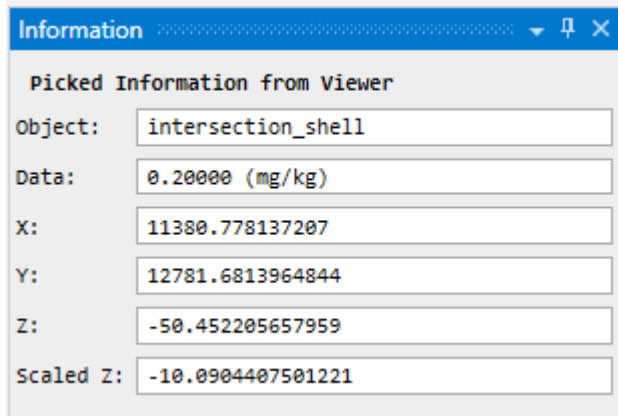 Information
Picked Information from Viewer
Object: intersection_shell
Data: 0.20000 (mg/kg)
X: 11380.778137207
Y: 12781.6813964844
Z: -50.452205657959
Scaled Z: -10.0904407501221